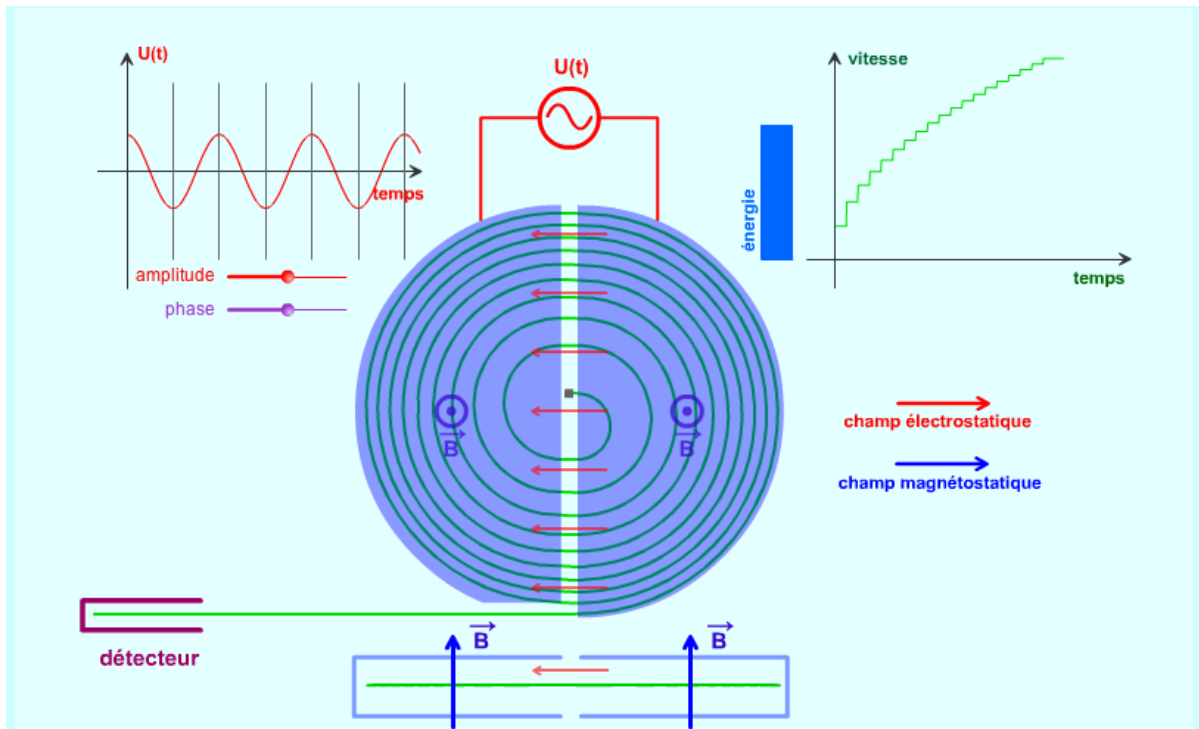 U(t)
temps
amplitude
phase
U(t)
vitesse
énergie
temps
B
B
champ électrostatique
champ magnétostatique
détecteur
B
B